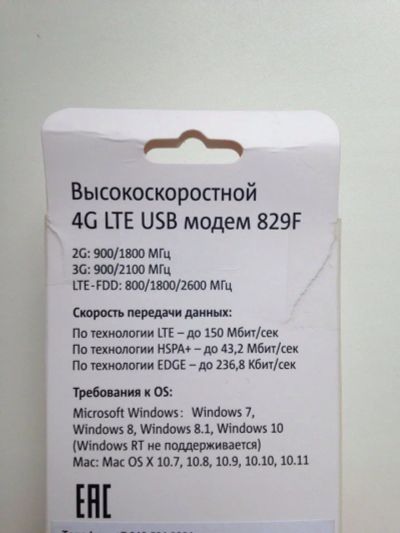 Высокоскоростной
4G LTE USB модем 829F
2G: 900/1800 МГц
3G: 900/2100 МГц
LTE-FDD: 800/1800/2600 МГц
Скорость передачи данных:
По технологии LTE – до 150 Мбит/сек
По технологии HSPA+ – до 43,2 Мбит/сек
По технологии EDGE – до 236,8 Кбит/сек
Требования к OS:
Microsoft Windows: Windows 7,
Windows 8, Windows 8.1, Windows 10
(Windows RT не поддерживается)
Mac: Mac OS X 10.7, 10.8, 10.9, 10.10, 10.11
EAC